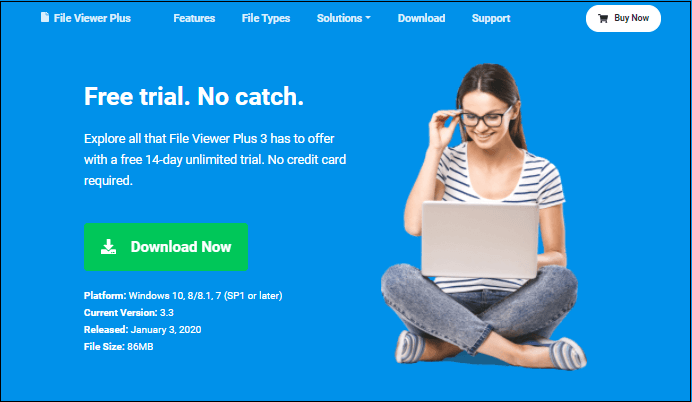 File Viewer Plus Features File Types Solutions Download Support Buy Now
Free trial. No catch.
Explore all that File Viewer Plus 3 has to offer
with a free 14-day unlimited trial. No credit card
required.
Download Now
Platform: Windows 10, 8/8.1, 7 (SP1 or later)
Current Version: 3.3
Released: January 3, 2020
File Size: 86MB